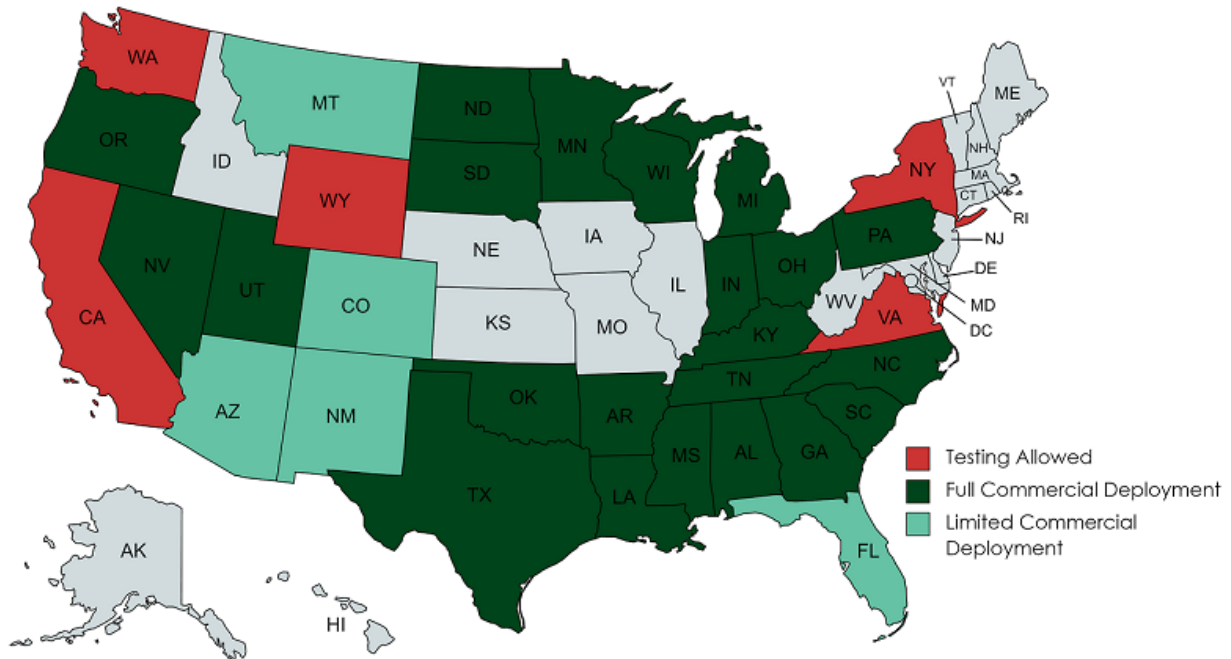 WA
MT
ND
MN
VT
ME
OR
ID
SD
WI
NH
NY
MA
WY
MI
CT
RI
IA
PA
NJ
NE
NV
OH
DE
UT
IN
IL
CO
WV
MD
CA
KS
MO
VA
DC
KY
NC
TN
OK
AZ
NM
AR
SC
MS
AL
GA
TX
LA
Testing Allowed
Full Commercial Deployment
Limited Commercial
Deployment
AK
FL
HI